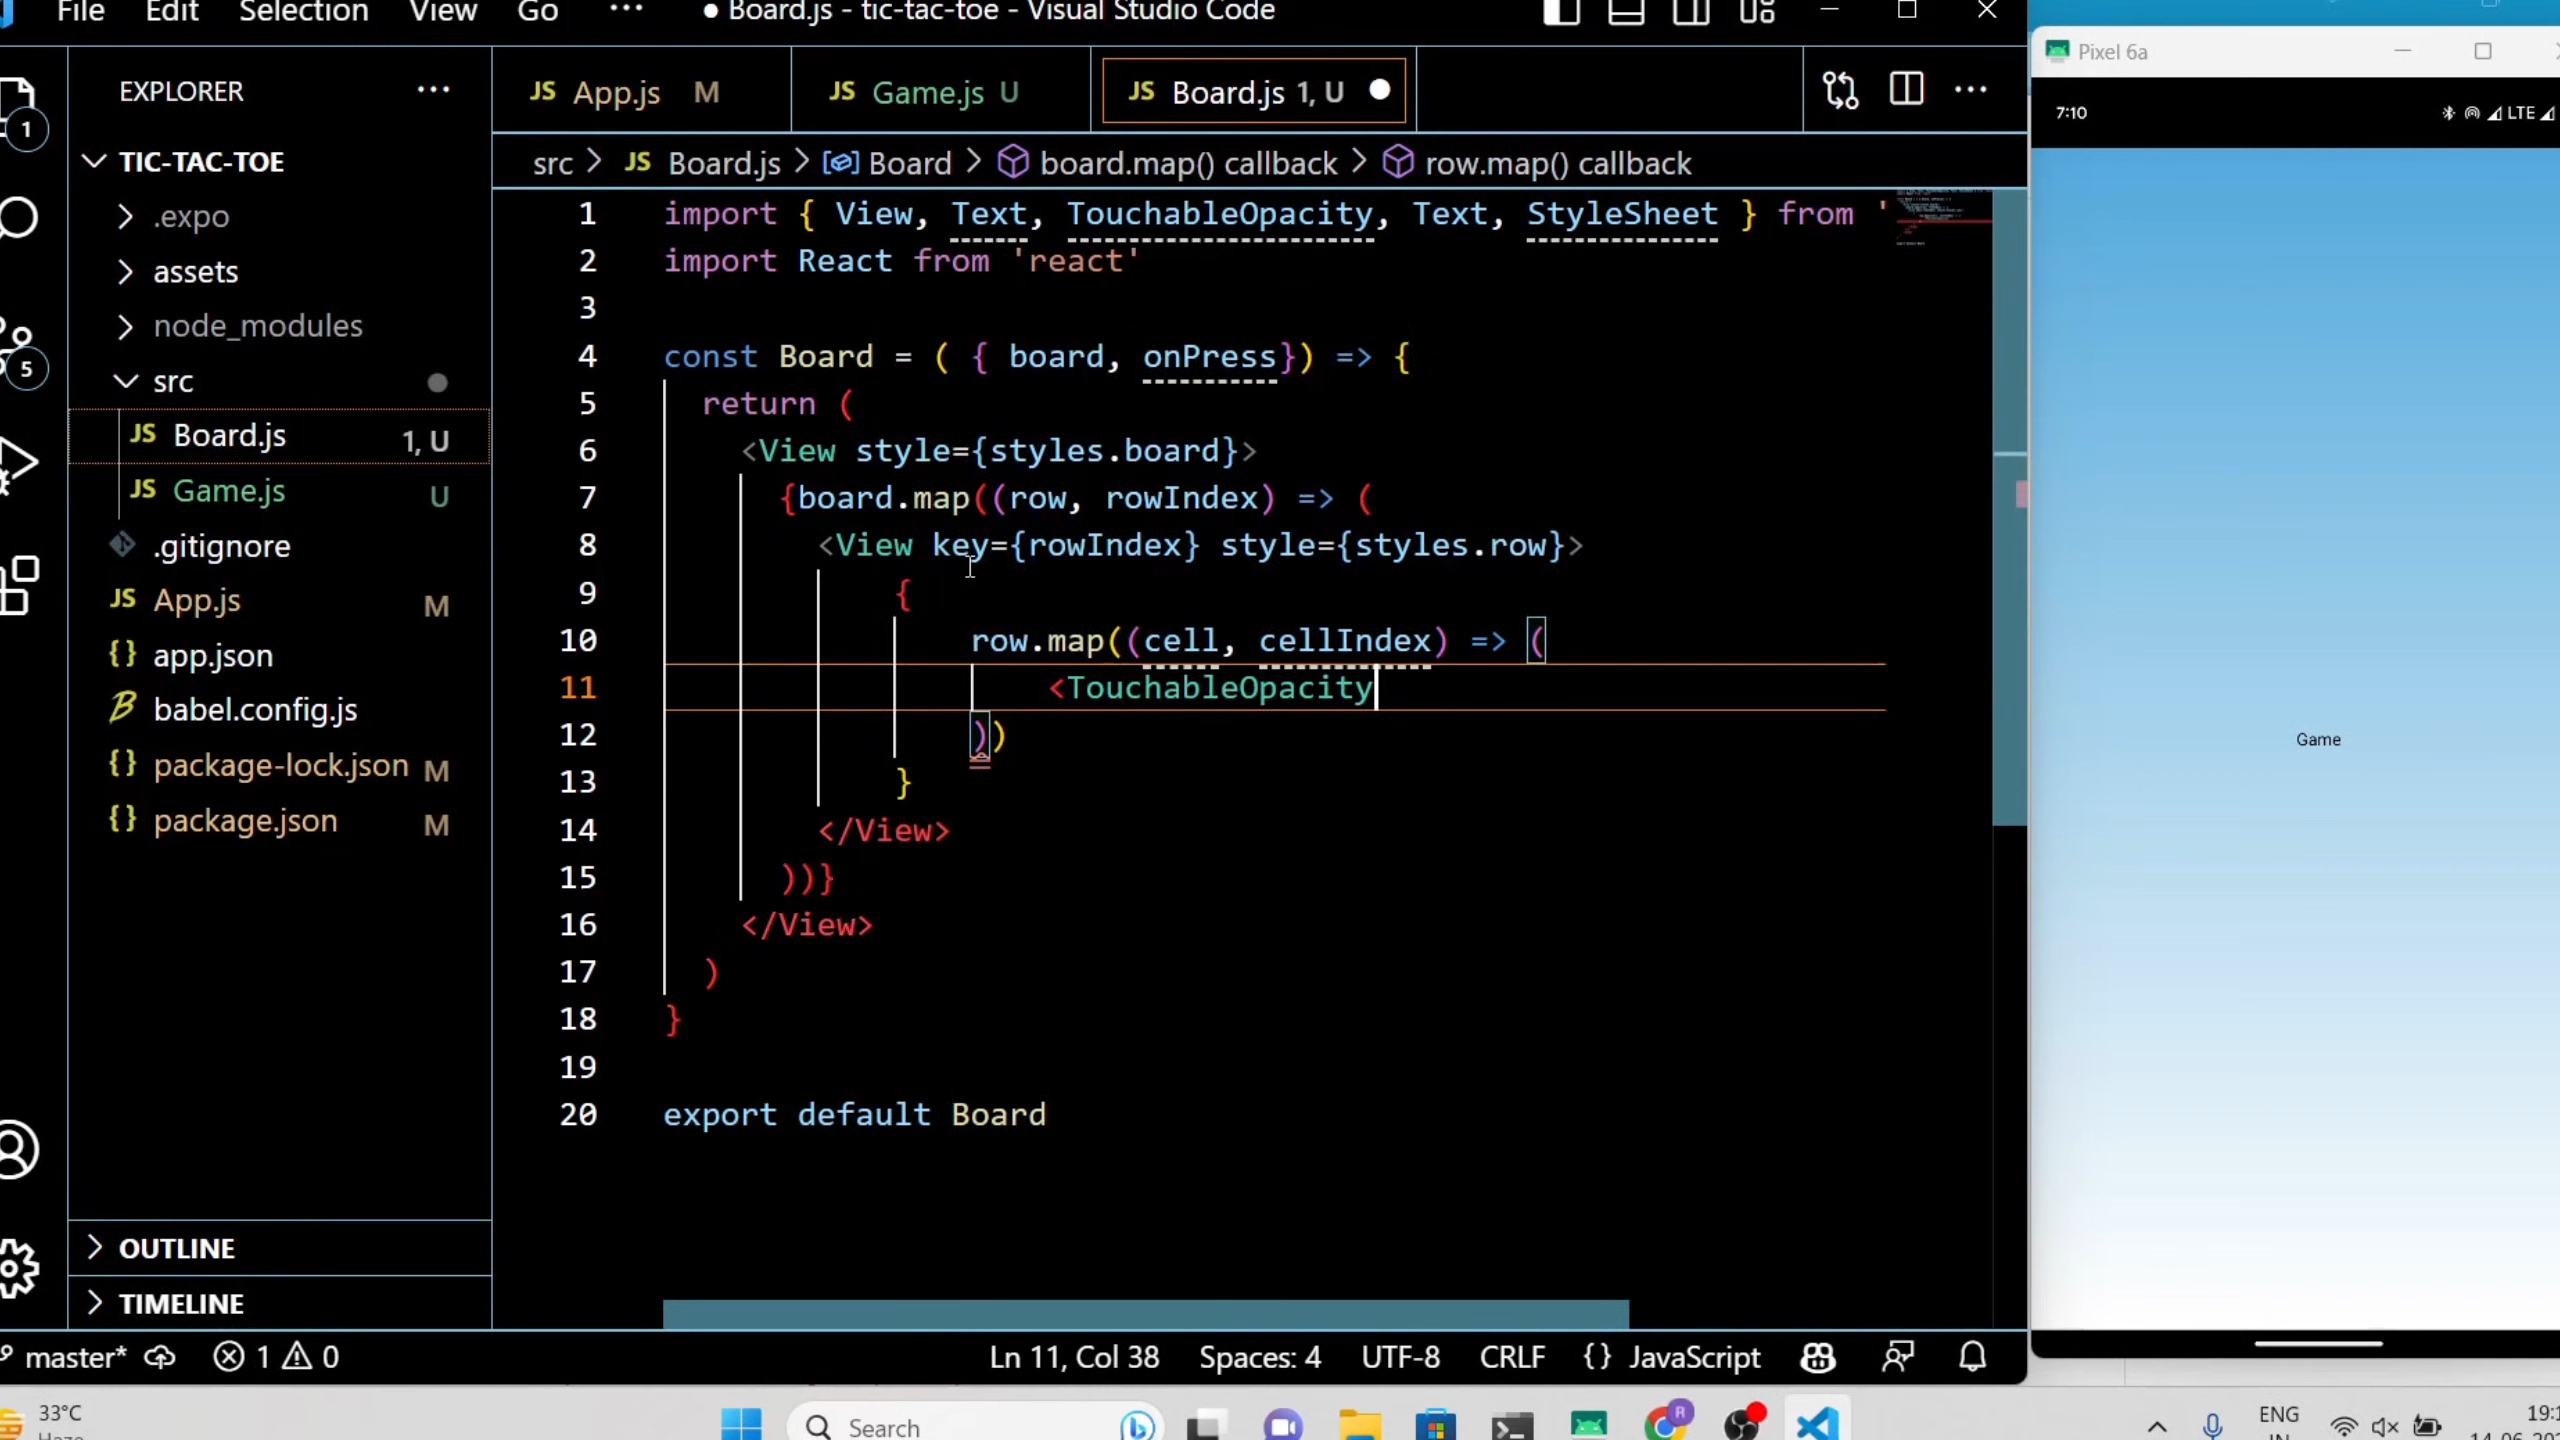 File Edit Selection View Go ··· ● Board.js - tic-tac-toe - Visual Studio Code
EXPLORER ···
JS App.js M
JS Game.js U
JS Board.js 1, U ●
TIC-TAC-TOE
.expo
assets
node_modules
src
JS Board.js 1, U
JS Game.js U
.gitignore
JS App.js M
{} app.json
babel.config.js
{} package-lock.json M
{} package.json M
OUTLINE
TIMELINE
1
5
src > JS Board.js > Board > board.map() callback > row.map() callback
1 import { View, Text, TouchableOpacity, Text, StyleSheet } from '
2 import React from 'react'
3
4 const Board = ( { board, onPress}) => {
5 return (
6 <View style={styles.board}>
7 {board.map((row, rowIndex) => (
8 <View key={rowIndex} style={styles.row}>
9 {
10 row.map((cell, cellIndex) => (
11 <TouchableOpacity
12 ))
13 }
14 </View>
15 ))}
16 </View>
17 )
18 }
19
20 export default Board
master* 1 0 Ln 11, Col 38 Spaces: 4 UTF-8 CRLF {} JavaScript
Pixel 6a
7:10 LTE
Game
33°C
Search
R
ENG
19:1